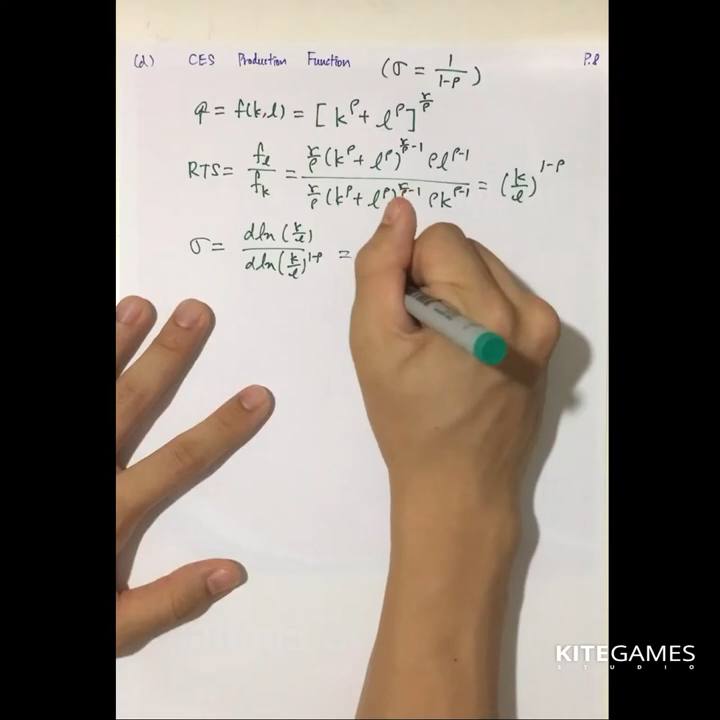 (d) CES Production Function (σ = 1/(1-ρ)) P.8
q = f(k,l) = [k^ρ + l^ρ]^(γ/ρ)
RTS = f_l/f_k = (γ/ρ (k^ρ + l^ρ)^(γ/ρ-1) ρl^(ρ-1))/(γ/ρ (k^ρ + l^ρ)^(γ/ρ-1) ρk^(ρ-1)) = (k/l)^(1-ρ)
σ = (dln(k/l))/(dln(k/l)^(1-ρ)) =
KITEGAMES
STUDIO